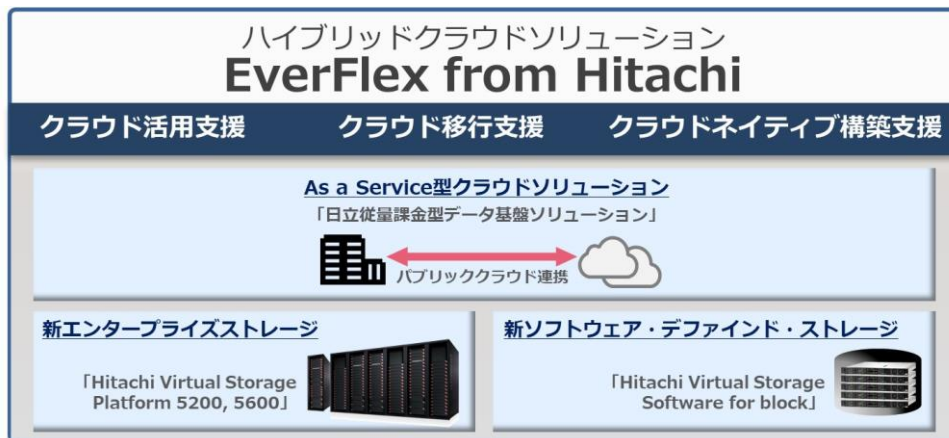 ハイブリッドクラウドソリューション
EverFlex from Hitachi
クラウド活用支援 クラウド移行支援 クラウドネイティブ構築支援
As a Service型クラウドソリューション
「日立従量課金型データ基盤ソリューション」
パブリッククラウド連携
新エンタープライズストレージ
「Hitachi Virtual Storage
Platform 5200, 5600」
新ソフトウェア・デファインド・ストレージ
「Hitachi Virtual Storage
Software for block」